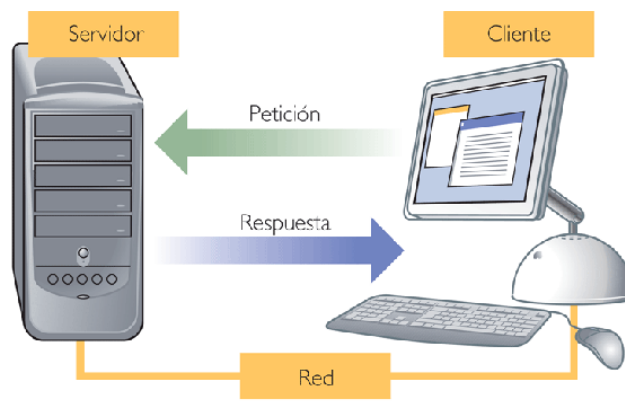 Servidor
Cliente
Petición
Respuesta
Red